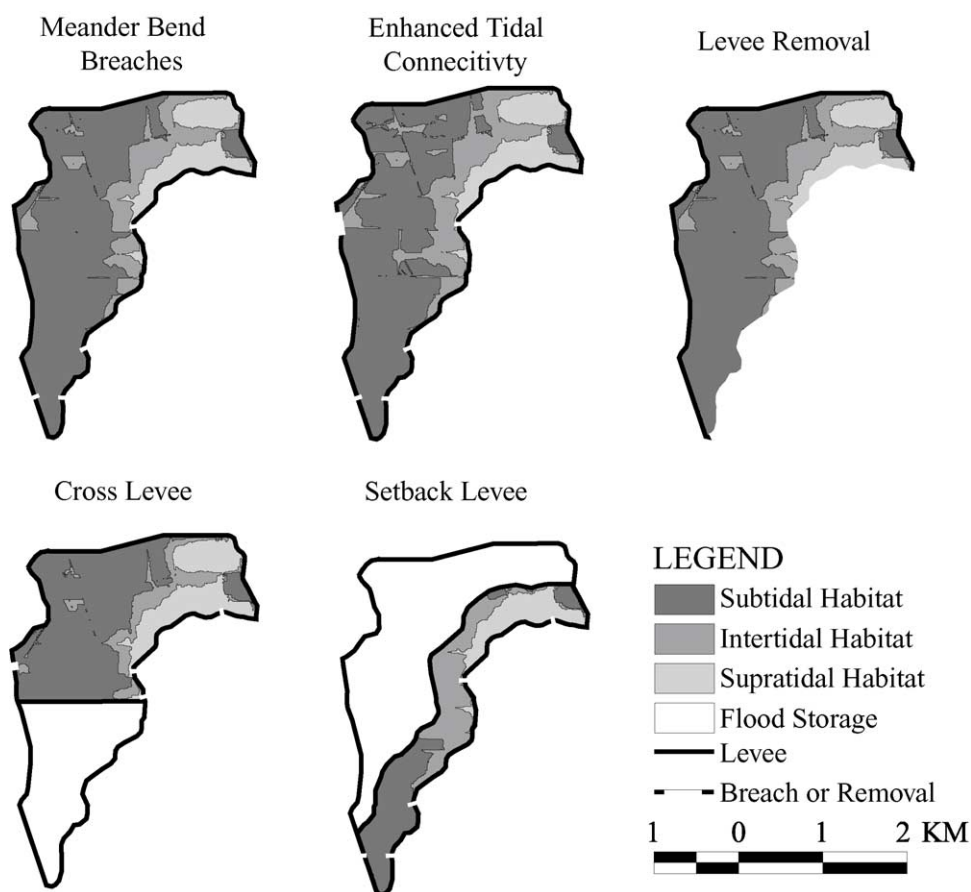 Meander Bend
Breaches
Enhanced Tidal
Connecitivty
Levee Removal
Cross Levee
Setback Levee
LEGEND
Subtidal Habitat
Intertidal Habitat
Supratidal Habitat
Flood Storage
Levee
Breach or Removal
1 0 1 2 KM